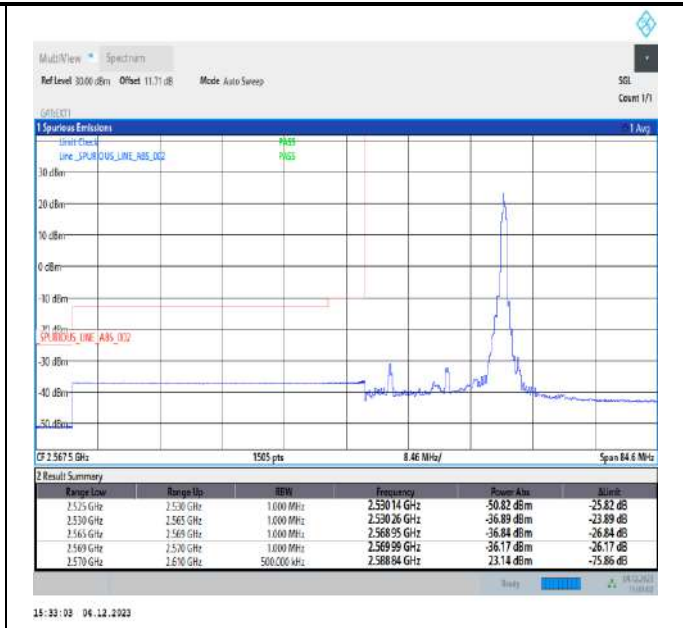 MultiView Spectrum
Ref Level 30.00 dBm Offset 11.71 dB Mode Auto Sweep SGL
Count 1/1
1 Spurious Emissions 1 Avg
Limit Check PASS
Line _SPURIOUS_LINE_ABS_002 PASS
30 dBm
20 dBm
10 dBm
0 dBm
-10 dBm
-20 dBm
_SPURIOUS_LINE_ABS_002
-30 dBm
-40 dBm
-50 dBm
CF 2.5675 GHz 1505 pts 8.46 MHz/ Span 84.6 MHz
2 Result Summary
Range Low Range Up RBW Frequency Power Abs ΔLimit
2.525 GHz 2.530 GHz 1.000 MHz 2.53014 GHz -50.82 dBm -25.82 dB
2.530 GHz 2.565 GHz 1.000 MHz 2.53026 GHz -36.89 dBm -23.89 dB
2.565 GHz 2.569 GHz 1.000 MHz 2.56895 GHz -36.84 dBm -26.84 dB
2.569 GHz 2.570 GHz 1.000 MHz 2.56999 GHz -36.17 dBm -26.17 dB
2.570 GHz 2.610 GHz 500.000 kHz 2.58884 GHz 23.14 dBm -75.86 dB
Ready
15:33:03 04.12.2023